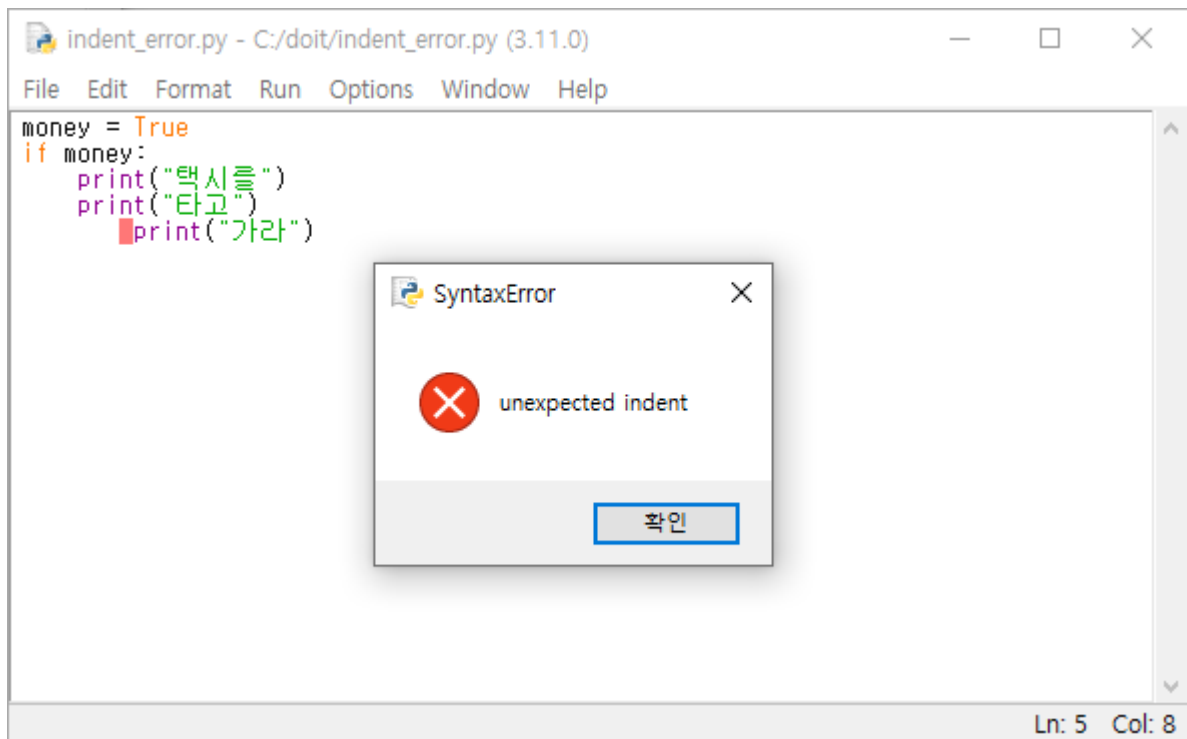 indent_error.py - C:/doit/indent_error.py (3.11.0)
File Edit Format Run Options Window Help
money = True
if money:
    print("택시를")
    print("타고")
        print("가라")
SyntaxError
unexpected indent
확인
Ln: 5 Col: 8